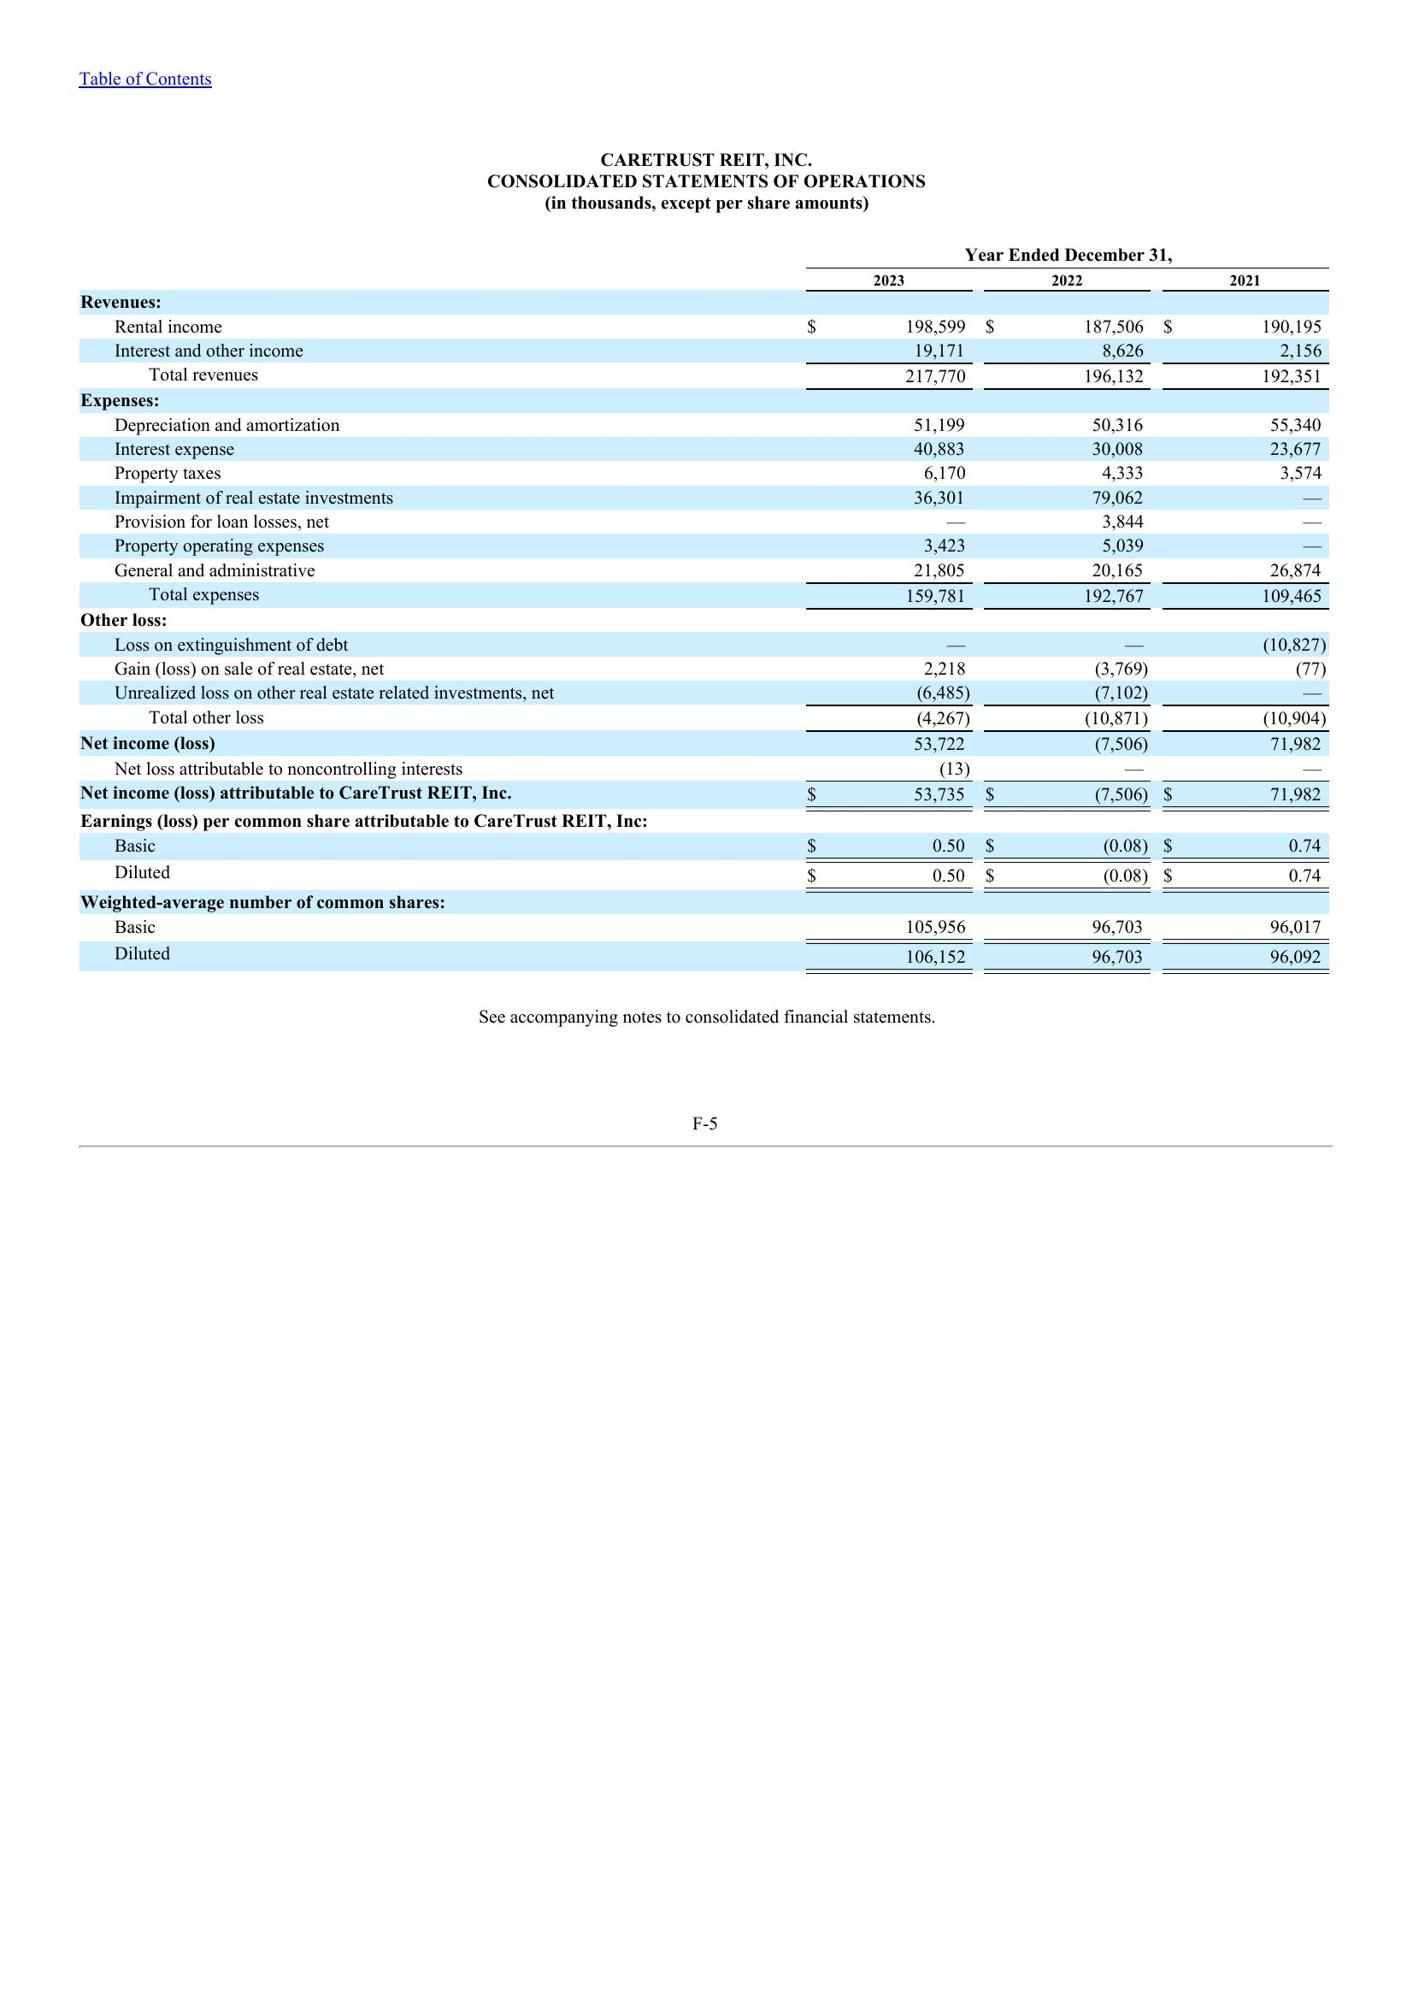 Table of Contents
CARETRUST REIT, INC.
CONSOLIDATED STATEMENTS OF OPERATIONS
(in thousands, except per share amounts)
Year Ended December 31,
2023 2022 2021
Revenues:
Rental income $ 198,599 $ 187,506 $ 190,195
Interest and other income 19,171 8,626 2,156
Total revenues 217,770 196,132 192,351
Expenses:
Depreciation and amortization 51,199 50,316 55,340
Interest expense 40,883 30,008 23,677
Property taxes 6,170 4,333 3,574
Impairment of real estate investments 36,301 79,062 —
Provision for loan losses, net — 3,844 —
Property operating expenses 3,423 5,039 —
General and administrative 21,805 20,165 26,874
Total expenses 159,781 192,767 109,465
Other loss:
Loss on extinguishment of debt — — (10,827)
Gain (loss) on sale of real estate, net 2,218 (3,769) (77)
Unrealized loss on other real estate related investments, net (6,485) (7,102) —
Total other loss (4,267) (10,871) (10,904)
Net income (loss) 53,722 (7,506) 71,982
Net loss attributable to noncontrolling interests (13) — —
Net income (loss) attributable to CareTrust REIT, Inc. $ 53,735 $ (7,506) $ 71,982
Earnings (loss) per common share attributable to CareTrust REIT, Inc:
Basic $ 0.50 $ (0.08) $ 0.74
Diluted $ 0.50 $ (0.08) $ 0.74
Weighted-average number of common shares:
Basic 105,956 96,703 96,017
Diluted 106,152 96,703 96,092
See accompanying notes to consolidated financial statements.
F-5